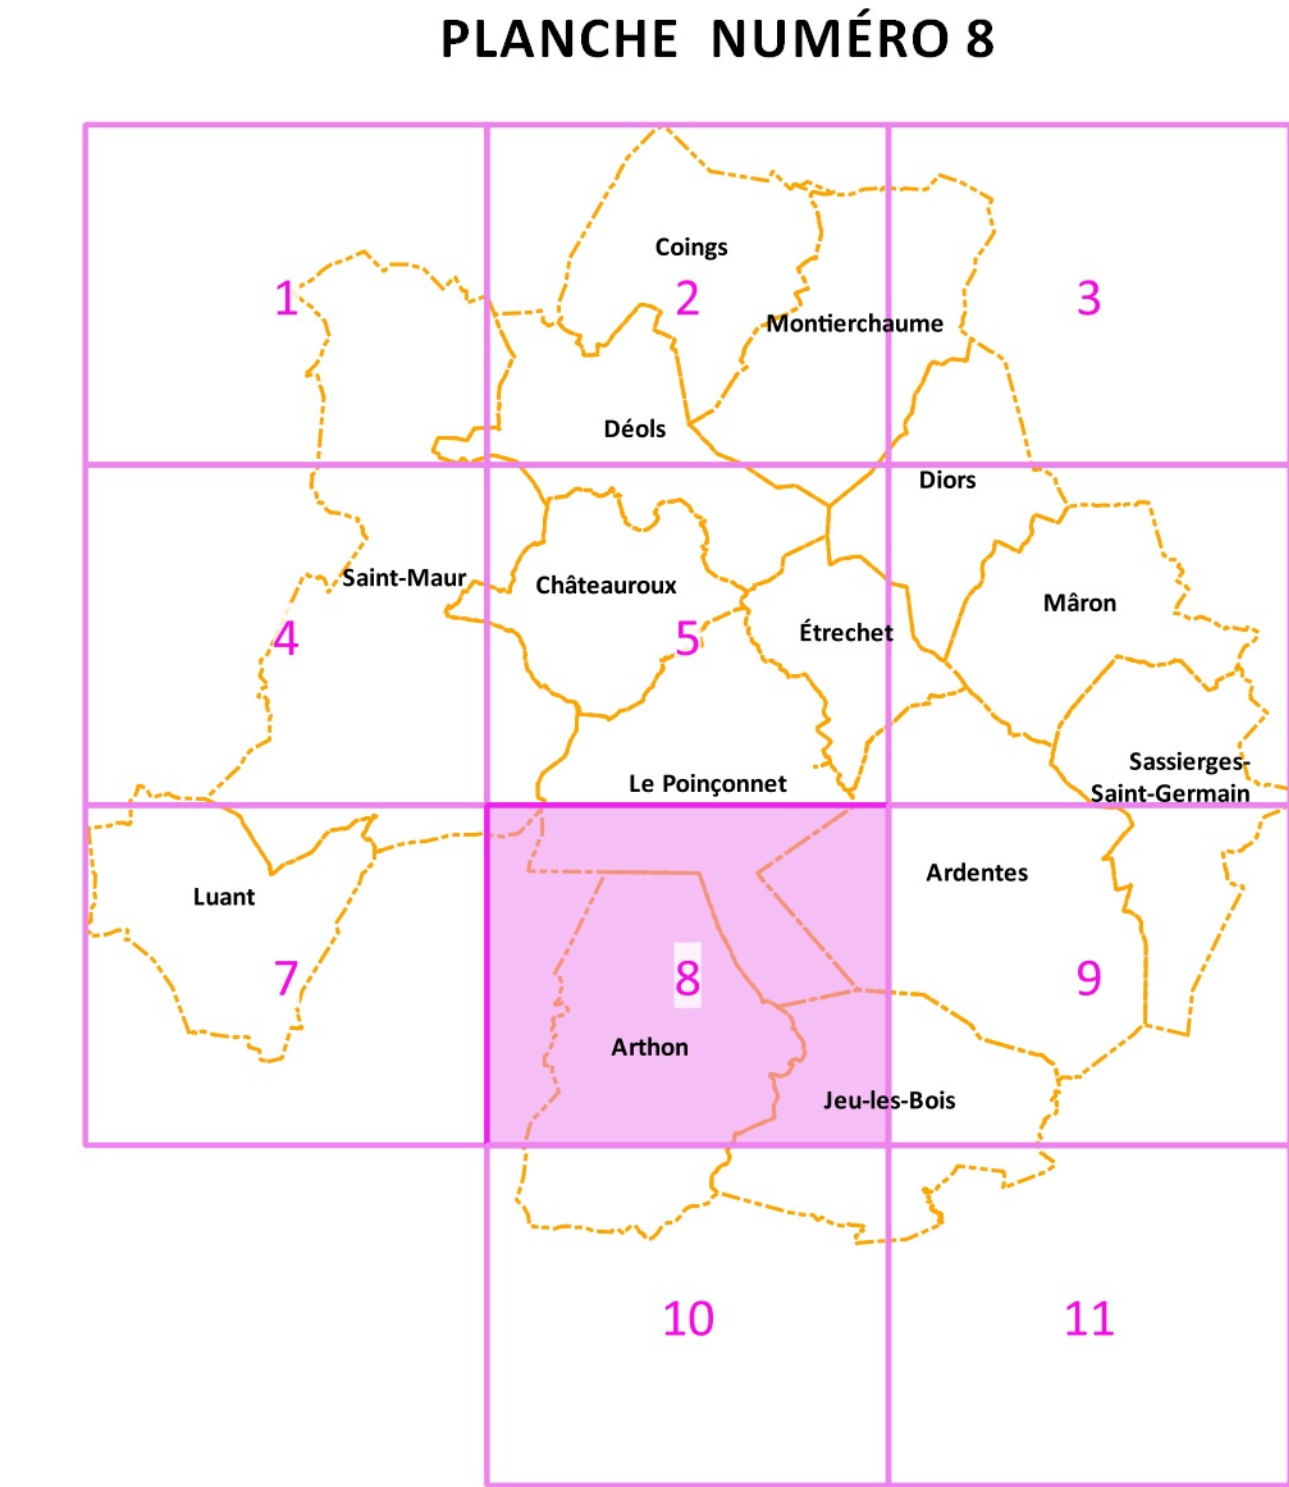 PLANCHE NUMÉRO 8
Coings
1
2
3
Montierchaume
Déols
Diors
Saint-Maur
Châteauroux
Mâron
4
5
Étrechet
Sassierges-
Saint-Germain
Le Poinçonnet
Ardentes
Luant
7
8
9
Arthon
Jeu-les-Bois
10
11